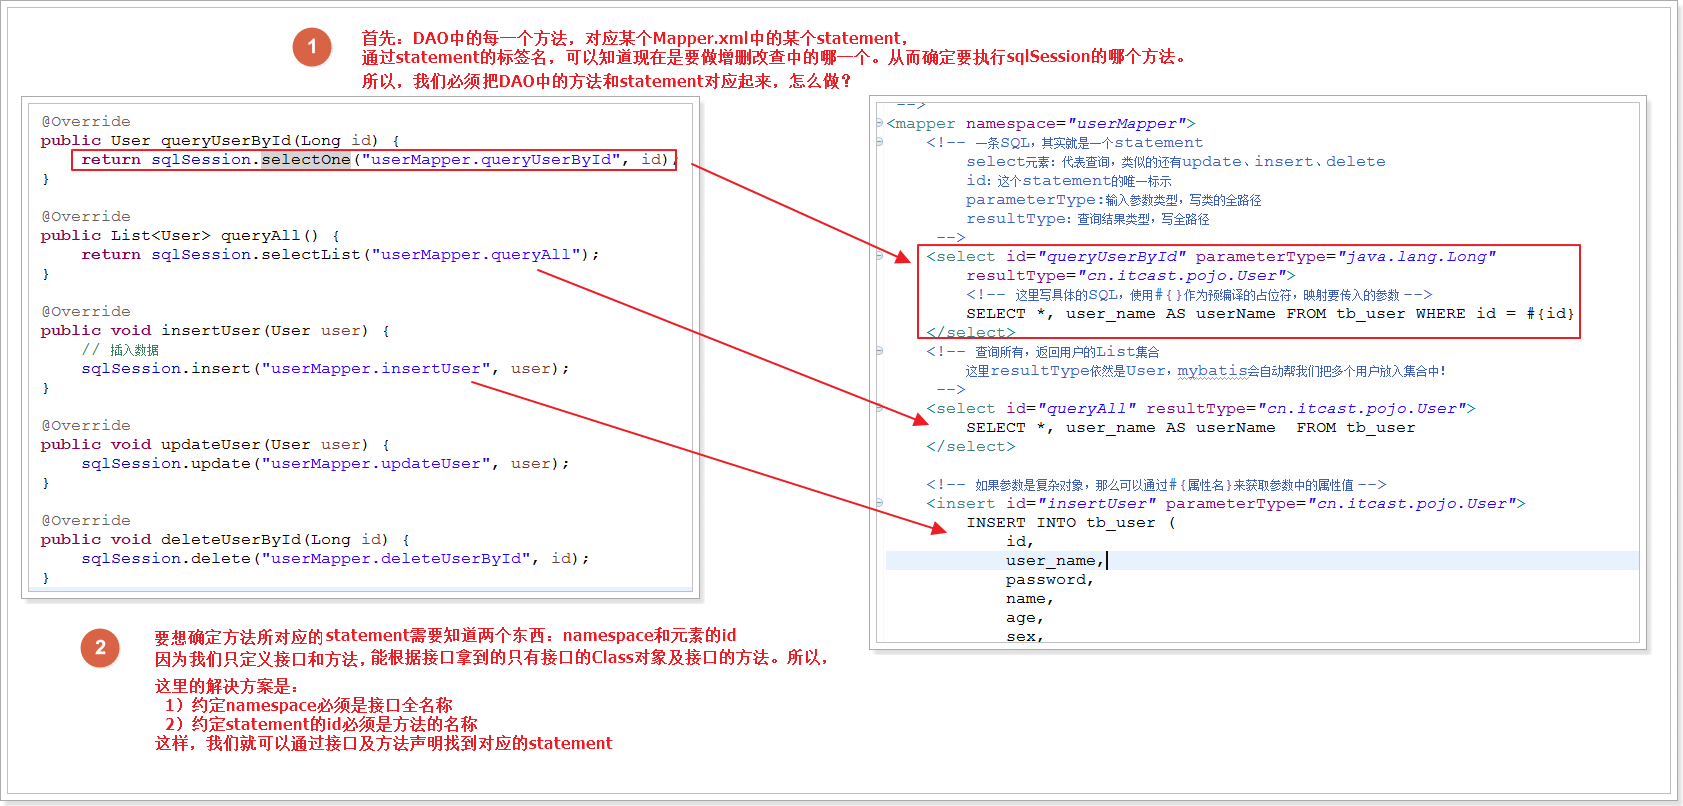 1
首先：DAO中的每一个方法，对应某个Mapper.xml中的某个statement，
通过statement的标签名，可以知道现在是要做增删改查中的哪一个。从而确定要执行sqlSession的哪个方法。
所以，我们必须把DAO中的方法和statement对应起来，怎么做？
@Override
public User queryUserById(Long id) {
return sqlSession.selectOne("userMapper.queryUserById", id);
}
@Override
public List<User> queryAll() {
return sqlSession.selectList("userMapper.queryAll");
}
@Override
public void insertUser(User user) {
// 插入数据
sqlSession.insert("userMapper.insertUser", user);
}
@Override
public void updateUser(User user) {
sqlSession.update("userMapper.updateUser", user);
}
@Override
public void deleteUserById(Long id) {
sqlSession.delete("userMapper.deleteUserById", id);
}
-->
<mapper namespace="userMapper">
<!-- 一条SQL，其实就是一个statement
select元素：代表查询，类似的还有update、insert、delete
id：这个statement的唯一标示
parameterType:输入参数类型，写类的全路径
resultType：查询结果类型，写全路径
-->
<select id="queryUserById" parameterType="java.lang.Long"
resultType="cn.itcast.pojo.User">
<!-- 这里写具体的SQL，使用#{}作为预编译的占位符，映射要传入的参数 -->
SELECT *, user_name AS userName FROM tb_user WHERE id = #{id}
</select>
<!-- 查询所有，返回用户的List集合
这里resultType依然是User，mybatis会自动帮我们把多个用户放入集合中！
-->
<select id="queryAll" resultType="cn.itcast.pojo.User">
SELECT *, user_name AS userName  FROM tb_user
</select>
<!-- 如果参数是复杂对象，那么可以通过#{属性名}来获取参数中的属性值 -->
<insert id="insertUser" parameterType="cn.itcast.pojo.User">
INSERT INTO tb_user (
id,
user_name,
password,
name,
age,
sex,
2
要想确定方法所对应的statement需要知道两个东西：namespace和元素的id
因为我们只定义接口和方法，能根据接口拿到的只有接口的Class对象及接口的方法。所以，
这里的解决方案是：
1）约定namespace必须是接口全名称
2）约定statement的id必须是方法的名称
这样，我们就可以通过接口及方法声明找到对应的statement